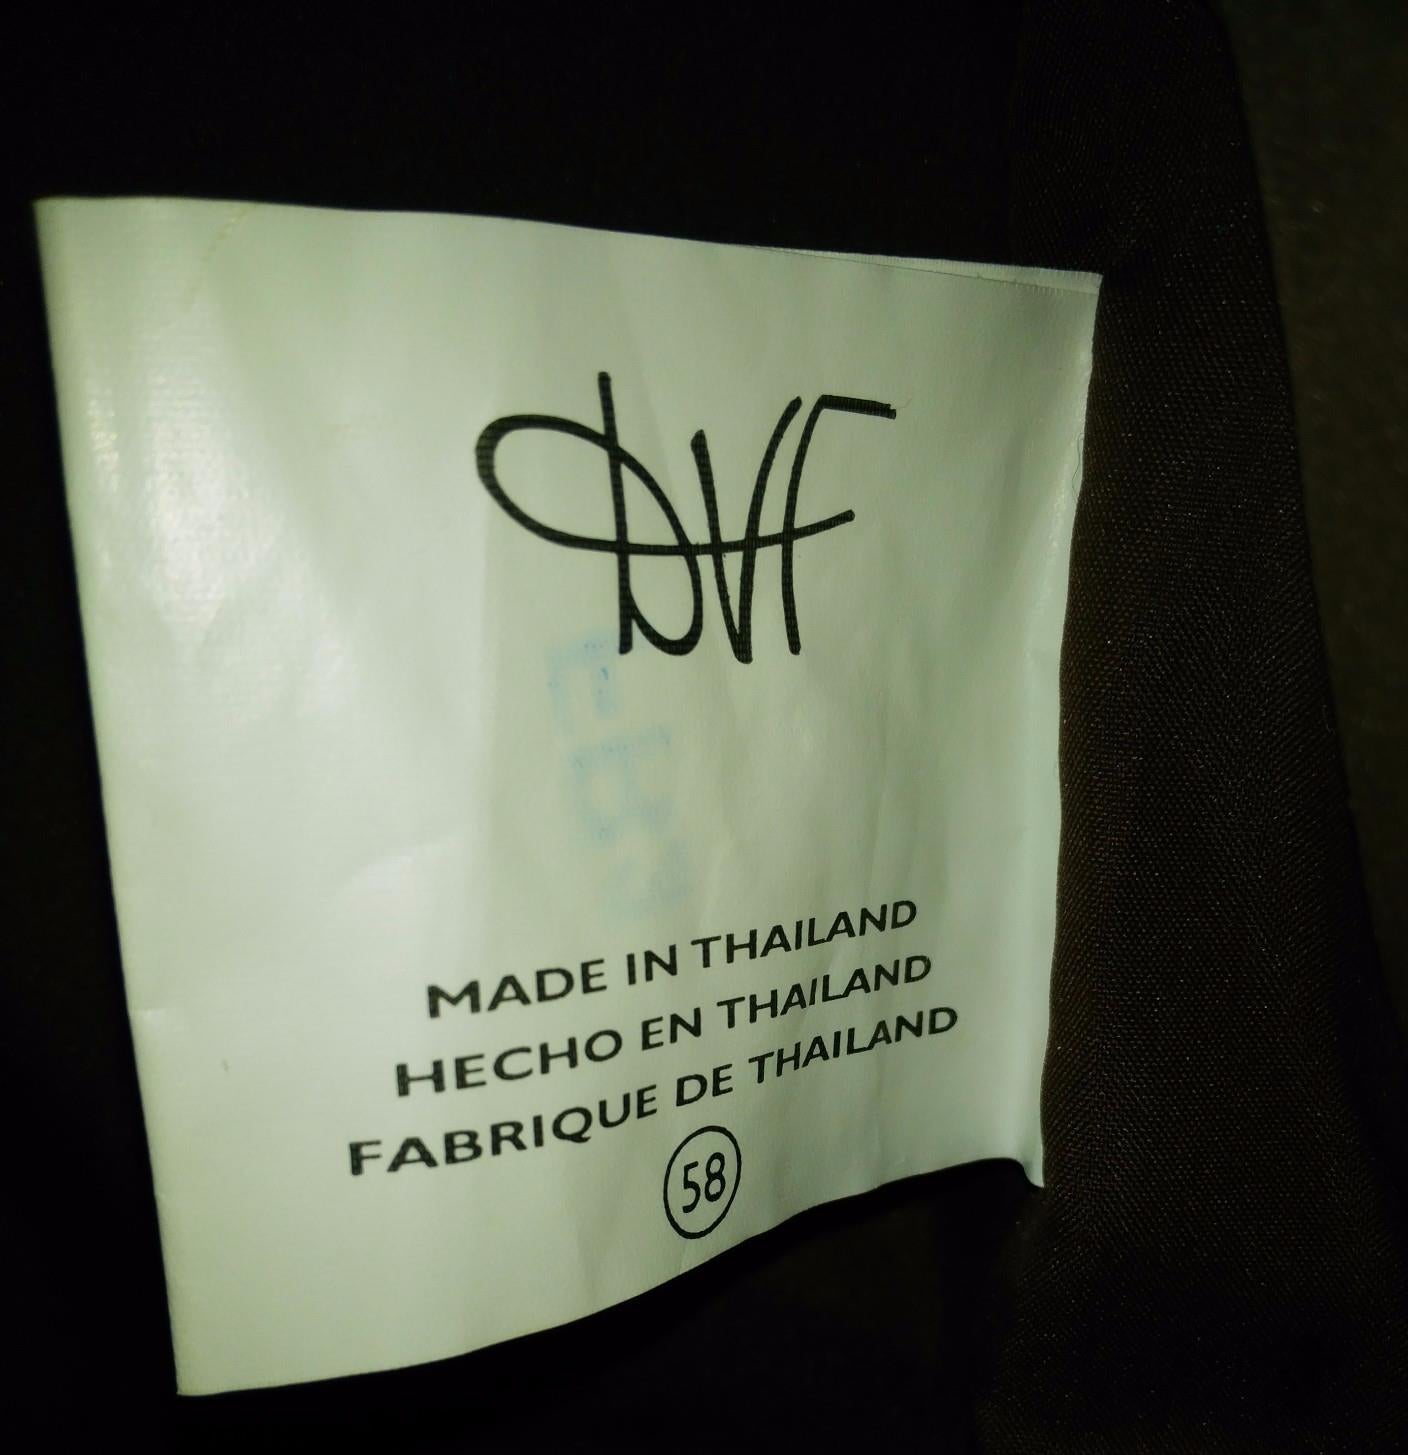 DVF
MADE IN THAILAND
HECHO EN THAILAND
FABRIQUE DE THAILAND
58